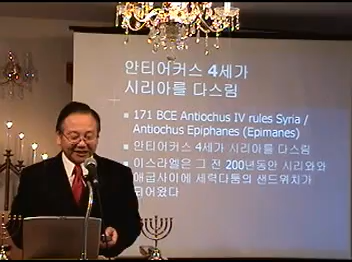 안티어커스 4세가
시리아를 다스림
171 BCE Antiochus IV rules Syria /
Antiochus Epiphanes (Epimanes)
안티어커스 4세가 시리아를 다스림
이스라엘은 그 전 200년동안 시리와와
애굽사이에 세력다툼의 샌드위치가
되어왔다